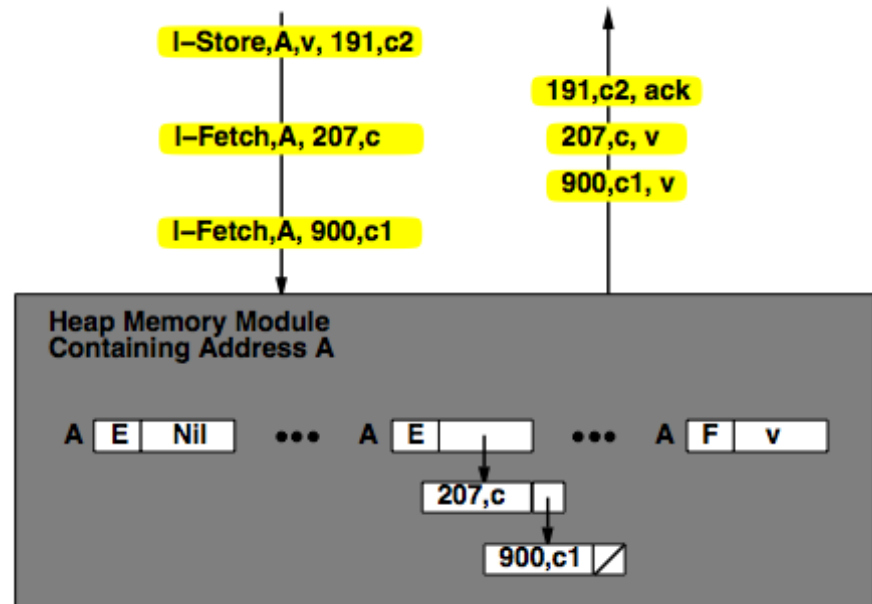 I–Store,A,v, 191,c2
191,c2, ack
I–Fetch,A, 207,c
207,c, v
900,c1, v
I–Fetch,A, 900,c1
Heap Memory Module
Containing Address A
A E Nil ••• A E ••• A F v
207,c
900,c1